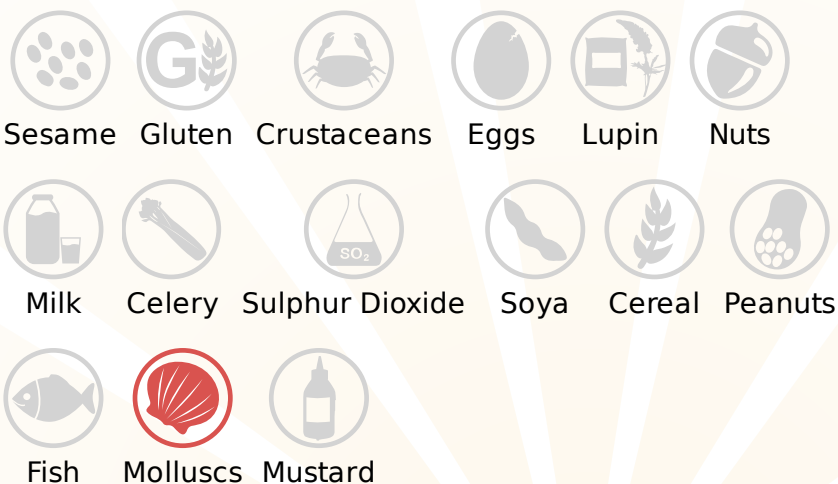 G
Sesame Gluten Crustaceans Eggs Lupin Nuts
SO₂
Milk Celery Sulphur Dioxide Soya Cereal Peanuts
Fish Molluscs Mustard